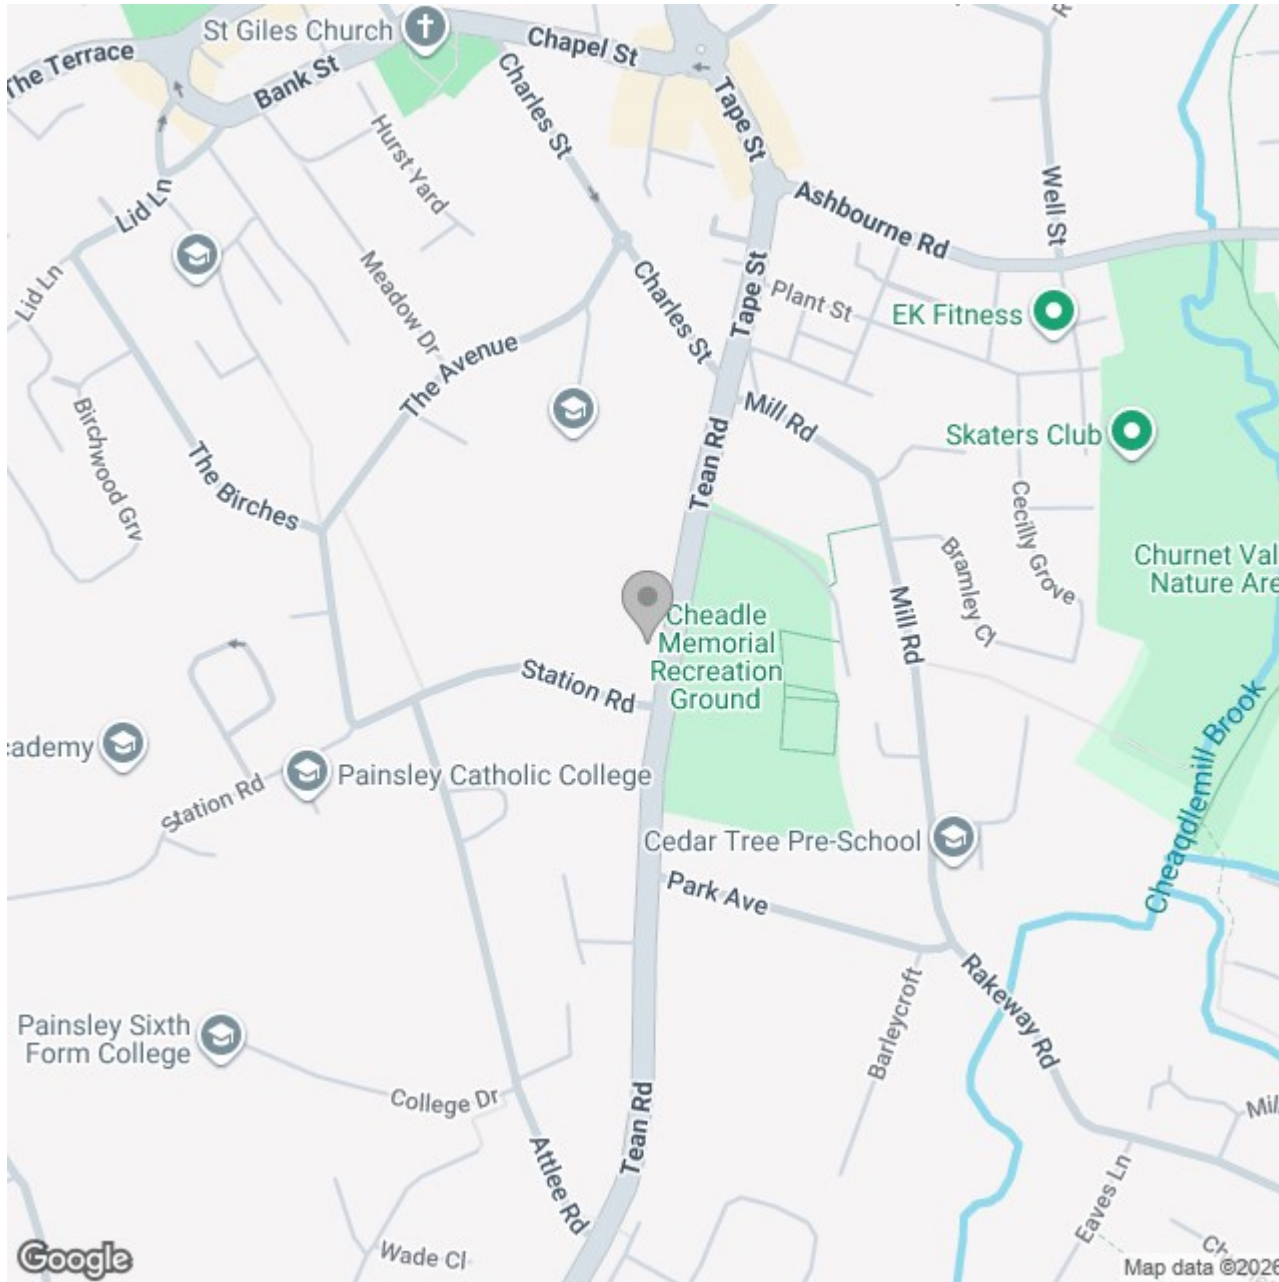 St Giles Church
Chapel St
The Terrace
Bank St
Charles St
Tape St
Hurst Yard
Ashbourne Rd
Well St
Lid Ln
Lid Ln
Meadow Dr
Charles St
Tape St
Plant St
EK Fitness
The Avenue
Mill Rd
Skaters Club
Birchwood Grv
The Birches
Tean Rd
Cecilly Grove
Bramley Cl
Churnet Val
Nature Are
Mill Rd
Cheadle
Memorial
Recreation
Ground
Station Rd
cademy
Painsley Catholic College
Station Rd
Cheaqdlemill Brook
Cedar Tree Pre-School
Park Ave
Barleycroft
Rakeway Rd
Painsley Sixth
Form College
College Dr
Tean Rd
Attlee Rd
Mil
Eaves Ln
Wade Cl
Ch
Google
Map data ©2026